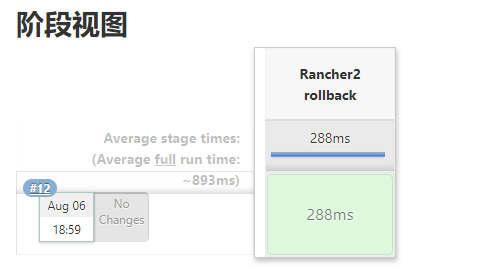 阶段视图
Rancher2
rollback
Average stage times:
(Average full run time:
~893ms)
288ms
#12
Aug 06
18:59
No
Changes
288ms